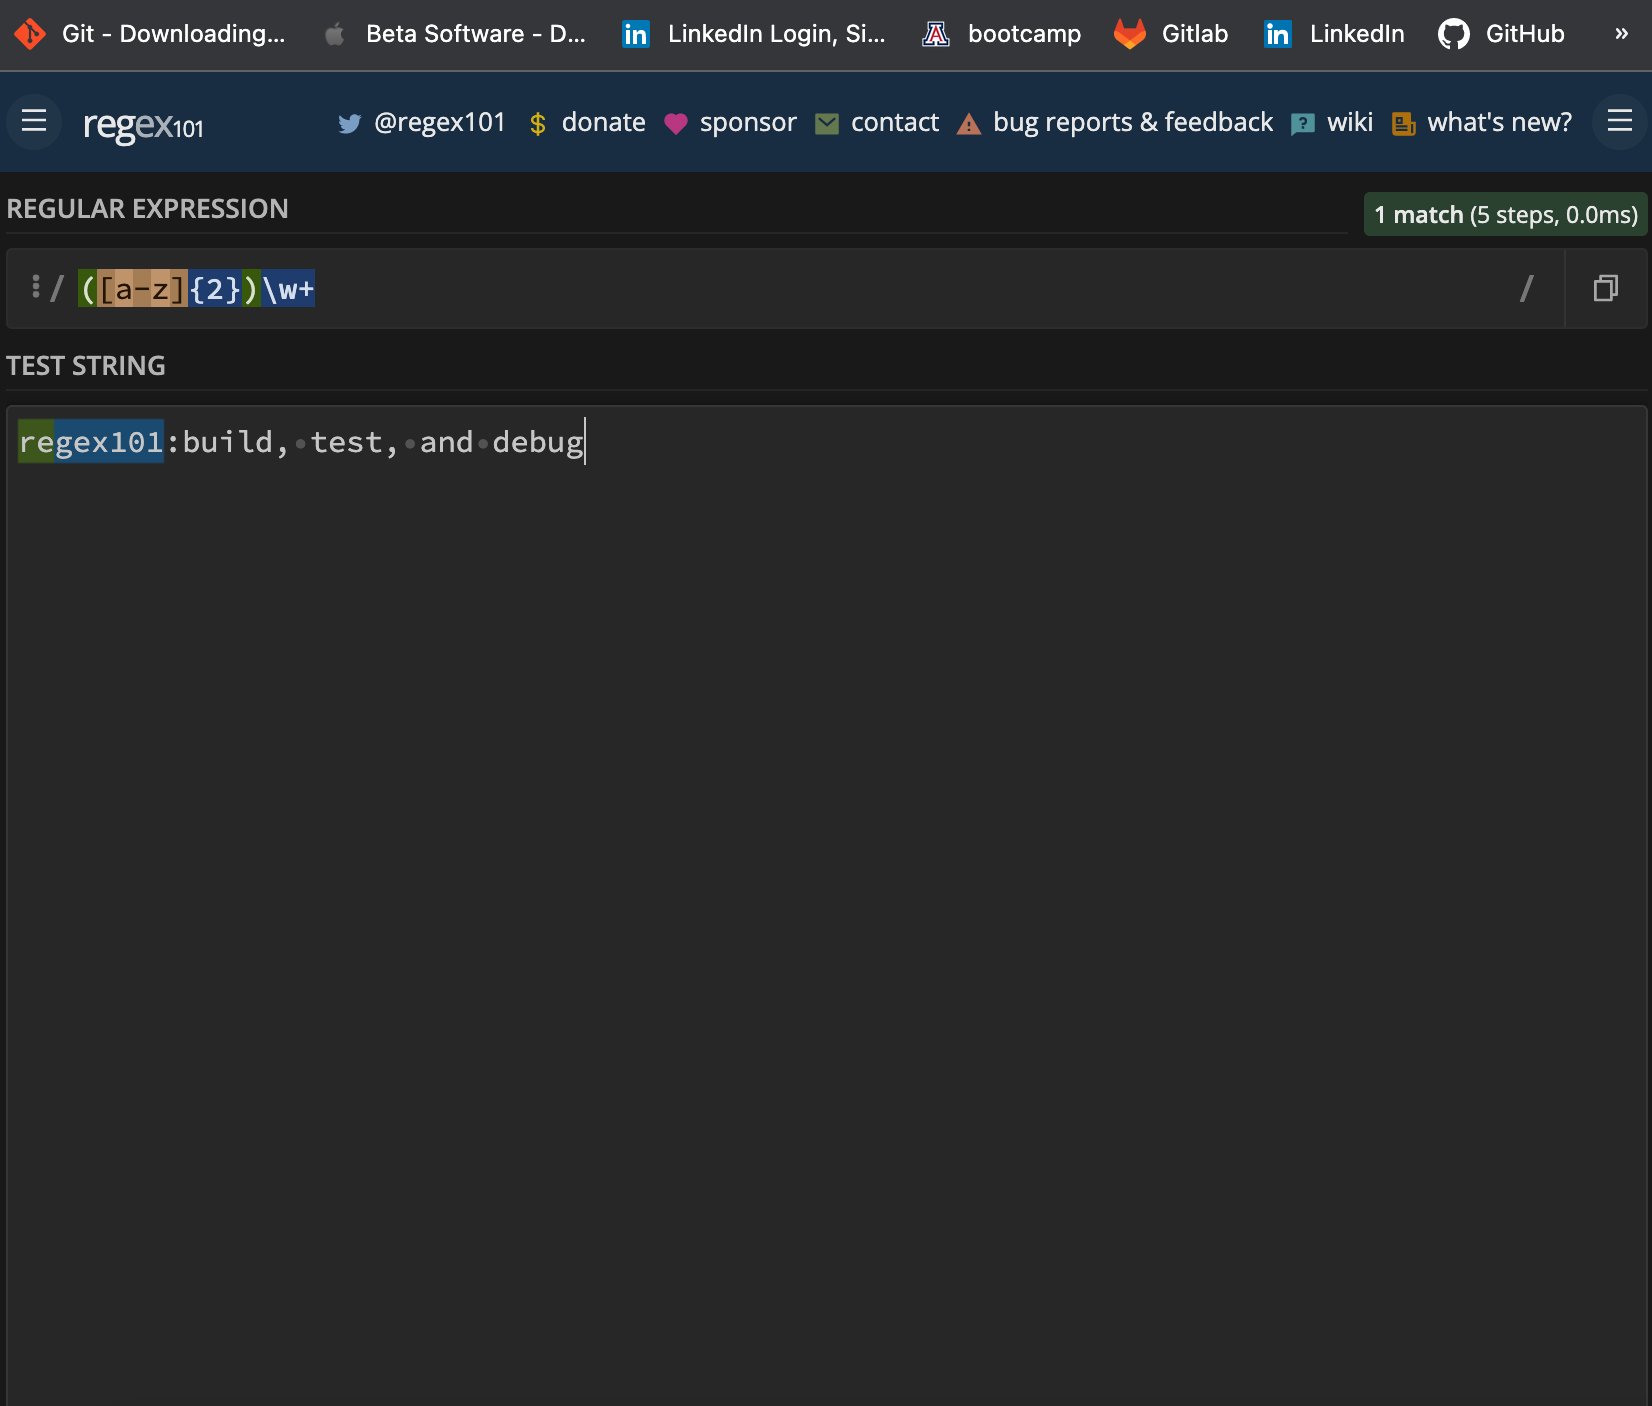 Git - Downloading... Beta Software - D... LinkedIn Login, Si... bootcamp Gitlab LinkedIn GitHub »
regex101 @regex101 $ donate sponsor contact bug reports & feedback wiki what's new?
REGULAR EXPRESSION 1 match (5 steps, 0.0ms)
/ ([a-z]{2})\w+ /
TEST STRING
regex101:build, test, and debug